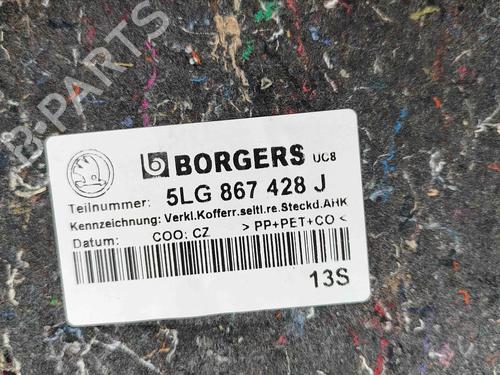 B-PARTS
BORGERS UC8
Teilnummer: 5LG 867 428 J
Kennzeichnung: Verkl.Kofferr.seitl.re.Steckd.AHK
Datum: COO: CZ > PP+PET+CO <
13S